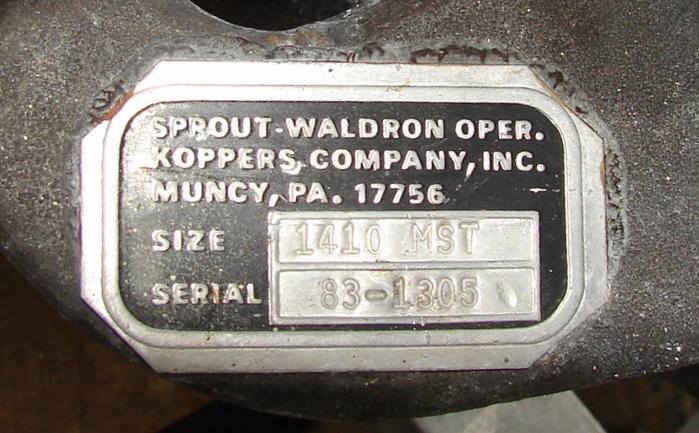 SPROUT-WALDRON OPER.
KOPPERS COMPANY, INC.
MUNCY, PA. 17756
SIZE 1410 MST
SERIAL 83-1305